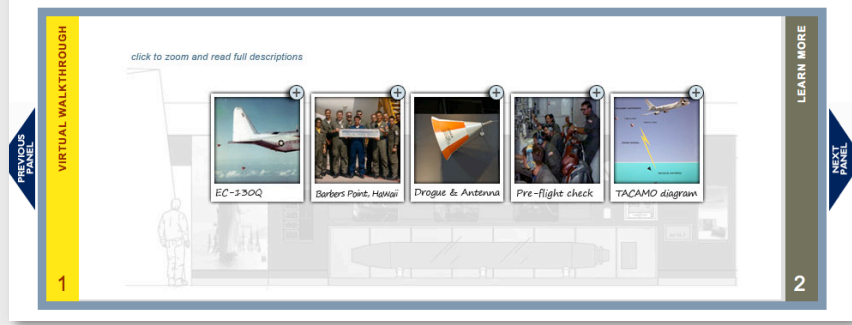 click to zoom and read full descriptions
VIRTUAL WALKTHROUGH
1
PREVIOUS
PANEL
EC-130Q
Barbers Point, Hawaii
Drogue & Antenna
Pre-flight check
TACAMO diagram
LEARN MORE
2
NEXT
PANEL